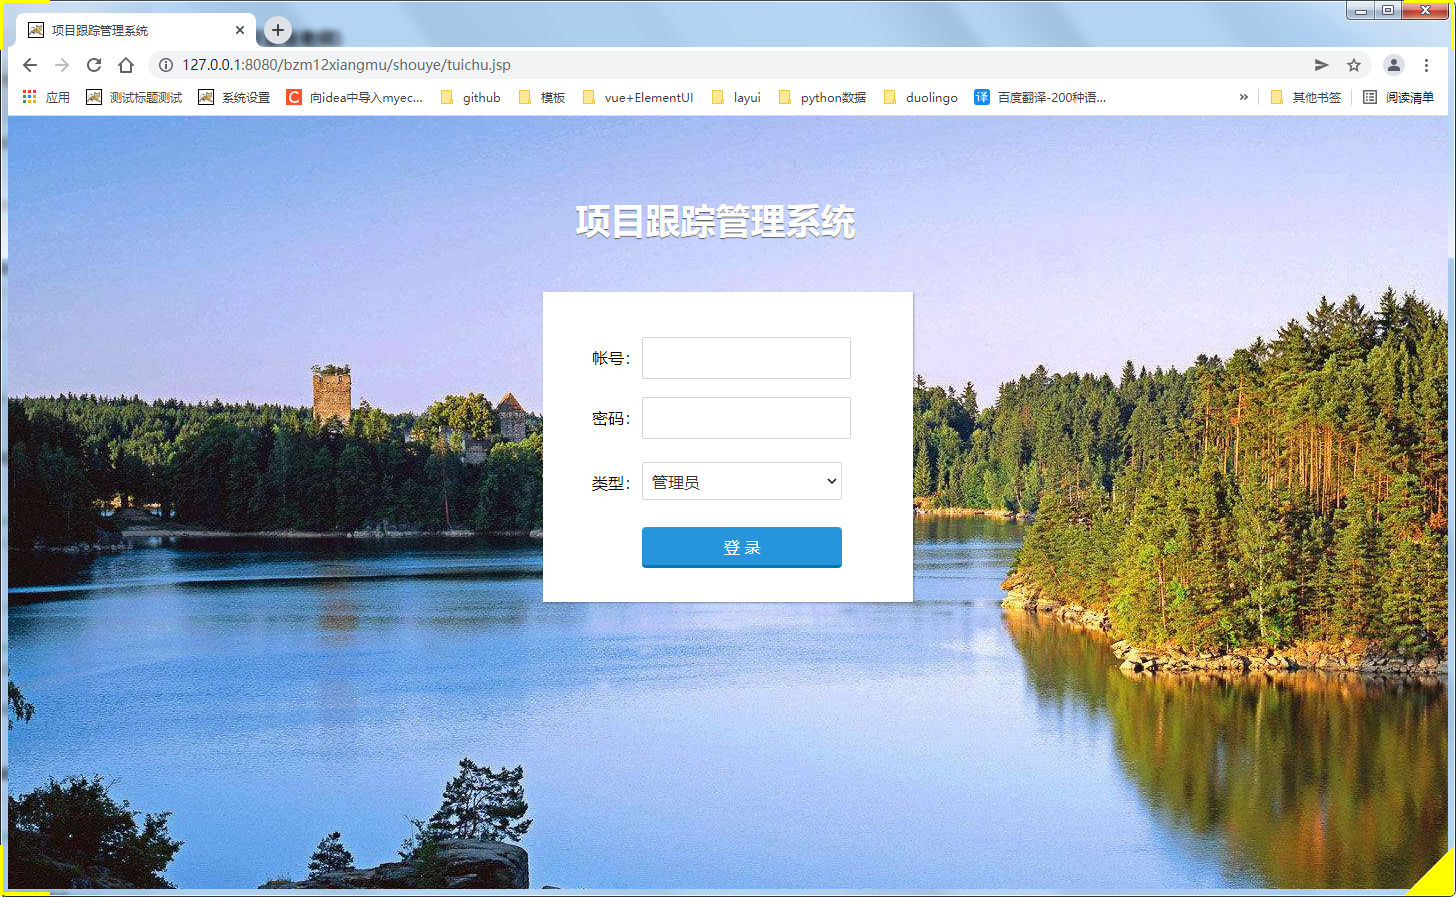 项目跟踪管理系统
127.0.0.1:8080/bzm12xiangmu/shouye/tuichu.jsp
应用 测试标题测试 系统设置 向idea中导入myec... github 模板 vue+ElementUI layui python数据 duolingo 译 百度翻译-200种语... » 其他书签 阅读清单
项目跟踪管理系统
帐号：
密码：
类型： 管理员
登 录